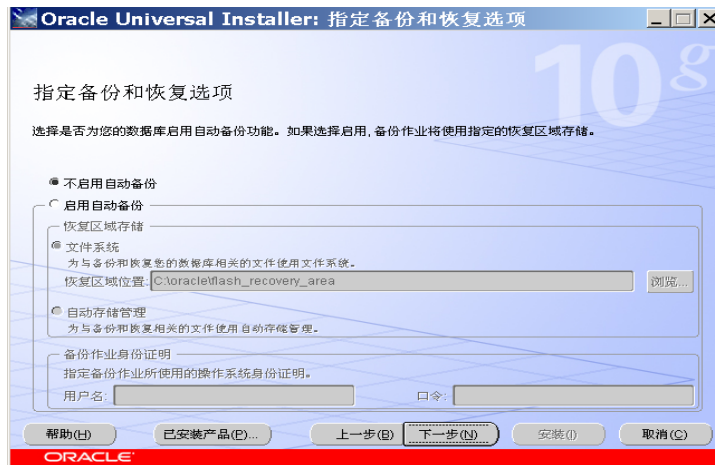 Oracle Universal Installer: 指定备份和恢复选项
10g
指定备份和恢复选项
选择是否为您的数据库启用自动备份功能。如果选择启用, 备份作业将使用指定的恢复区域存储。
不启用自动备份
启用自动备份
恢复区域存储
文件系统
为与备份和恢复您的数据库相关的文件使用文件系统。
恢复区域位置: C:\oracle\flash_recovery_area 浏览...
自动存储管理
为与备份和恢复相关的文件使用自动存储管理。
备份作业身份证明
指定备份作业所使用的操作系统身份证明。
用户名: 口令:
帮助(H) 已安装产品(P)... 上一步(B) 下一步(N) 安装(I) 取消(C)
ORACLE